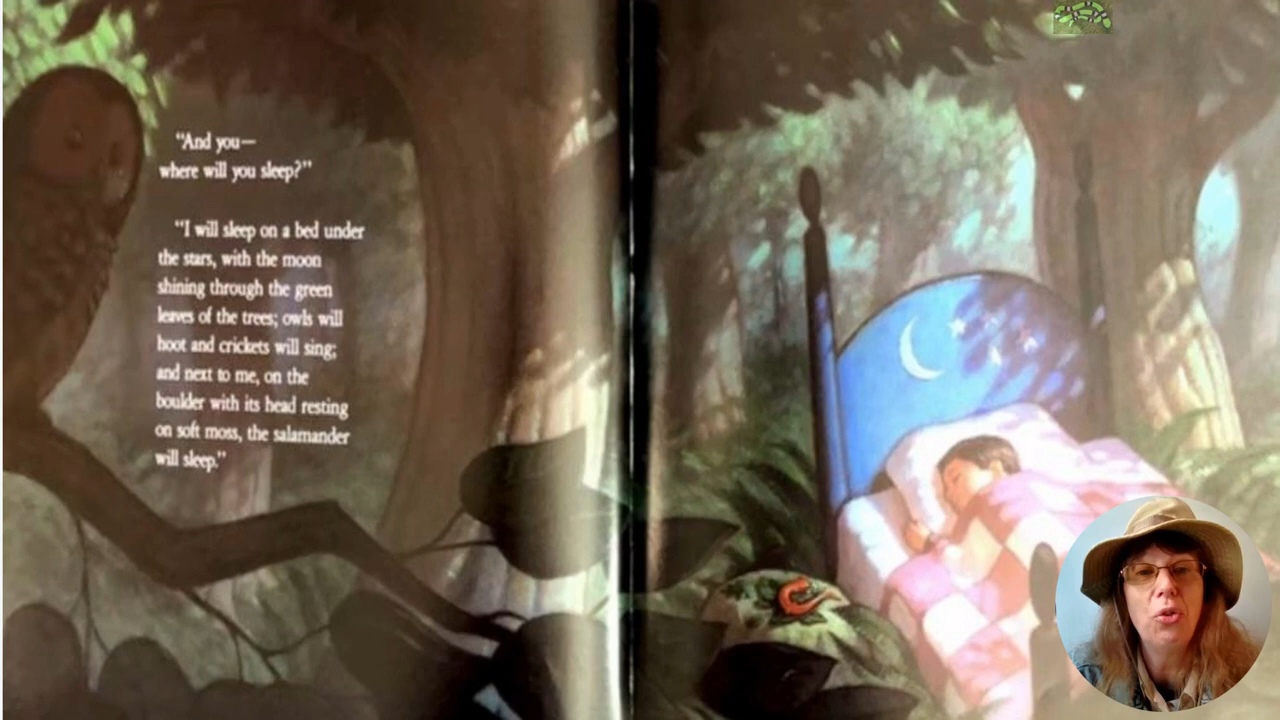 “And you—
where will you sleep?”
“I will sleep on a bed under
the stars, with the moon
shining through the green
leaves of the trees; owls will
hoot and crickets will sing;
and next to me, on the
boulder with its head resting
on soft moss, the salamander
will sleep.”